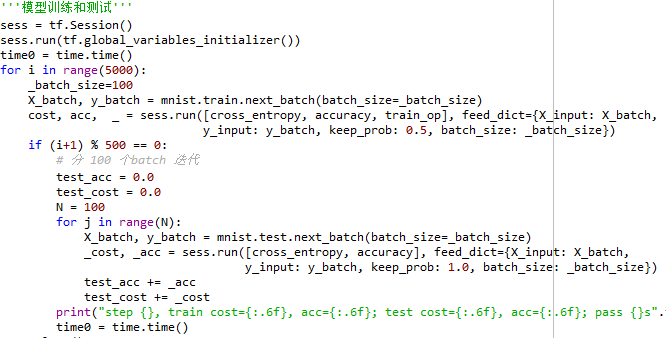 '''模型训练和测试'''
sess = tf.Session()
sess.run(tf.global_variables_initializer())
time0 = time.time()
for i in range(5000):
    _batch_size=100
    X_batch, y_batch = mnist.train.next_batch(batch_size=_batch_size)
    cost, acc,  _ = sess.run([cross_entropy, accuracy, train_op], feed_dict={X_input: X_batch,
                            y_input: y_batch, keep_prob: 0.5, batch_size: _batch_size})
    if (i+1) % 500 == 0:
        # 分 100 个batch 迭代
        test_acc = 0.0
        test_cost = 0.0
        N = 100
        for j in range(N):
            X_batch, y_batch = mnist.test.next_batch(batch_size=_batch_size)
            _cost, _acc = sess.run([cross_entropy, accuracy], feed_dict={X_input: X_batch,
                                  y_input: y_batch, keep_prob: 1.0, batch_size: _batch_size})
            test_acc += _acc
            test_cost += _cost
        print("step {}, train cost={:.6f}, acc={:.6f}; test cost={:.6f}, acc={:.6f}; pass {}s".
        time0 = time.time()